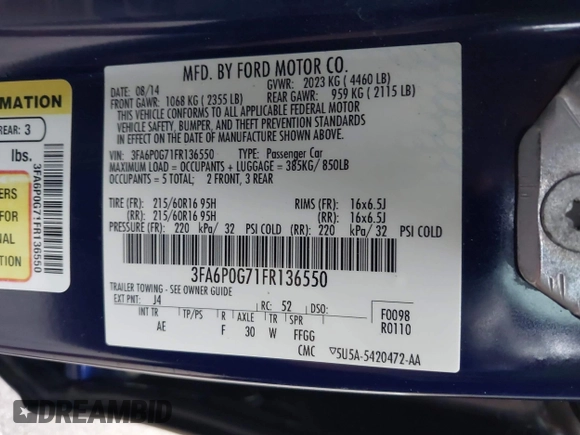 MFD. BY FORD MOTOR CO.
DATE: 08/14 GVWR: 2023 KG ( 4460 LB)
FRONT GAWR: 1068 KG ( 2355 LB) REAR GAWR: 959 KG ( 2115 LB)
THIS VEHICLE CONFORMS TO ALL APPLICABLE FEDERAL MOTOR
VEHICLE SAFETY, BUMPER, AND THEFT PREVENTION STANDARDS
IN EFFECT ON THE DATE OF MANUFACTURE SHOWN ABOVE.
VIN: 3FA6P0G71FR136550 TYPE: Passenger Car
MAXIMUM LOAD = OCCUPANTS + LUGGAGE = 385KG/ 850LB
OCCUPANTS = 5 TOTAL; 2 FRONT, 3 REAR
TIRE (FR): 215/60R16 95H RIMS (FR): 16x6.5J
(RR): 215/60R16 95H (RR): 16x6.5J
PRESSURE (FR): 220 kPa/ 32 PSI COLD (RR): 220 kPa/ 32 PSI COLD
3FA6P0G71FR136550
TRAILER TOWING - SEE OWNER GUIDE
EXT PNT: J4 RC: 52 DSO:
INT TR TP/PS R AXLE TR SPR
AE F 30 W FFGG
F0098
R0110
CMC ▽5U5A-5420472-AA
RMATION
REAR: 3
lbs.
ERS
FOR
ONAL
ON
3FA6P0G71FR136550
DREAMBID